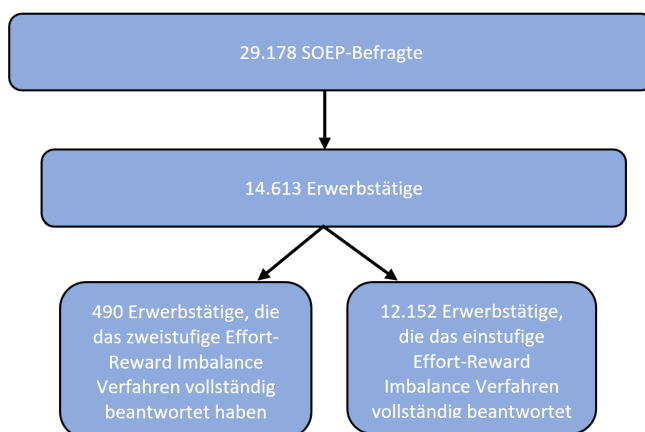 29.178 SOEP-Befragte
14.613 Erwerbstätige
490 Erwerbstätige, die
das zweistufige Effort-
Reward Imbalance
Verfahren vollständig
beantwortet haben
12.152 Erwerbstätige,
die das einstufige
Effort-Reward
Imbalance Verfahren
vollständig beantwortet